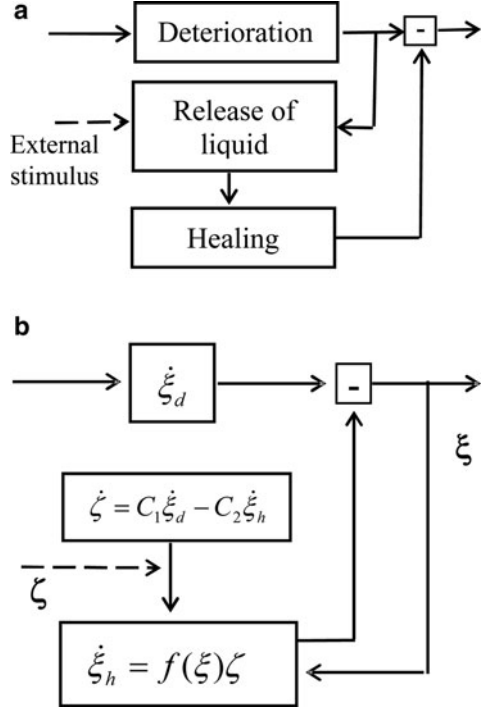 a
Deterioration
-
Release of
liquid
External
stimulus
Healing
b
ξ̇_d
-
ξ
ζ̇ = C₁ξ̇_d − C₂ξ̇_h
ζ
ξ̇_h = f(ξ)ζ